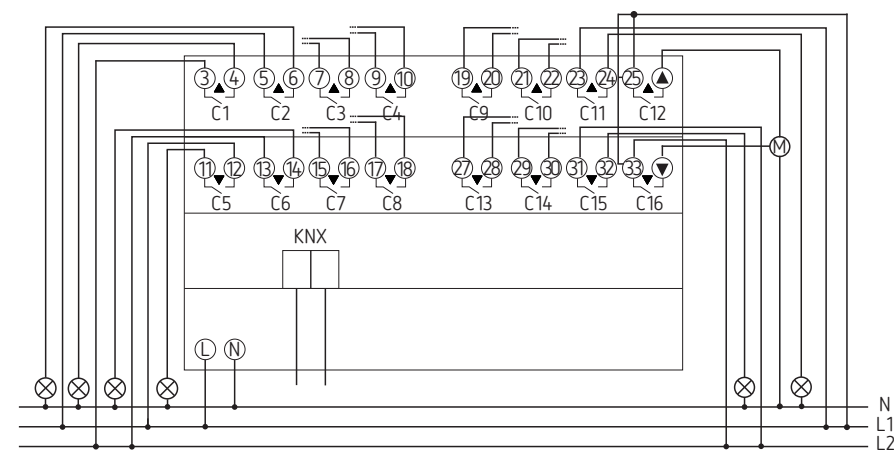 3 4 5 6 7 8 9 10 19 20 21 22 23 24 25
C1 C2 C3 C4 C9 C10 C11 C12
M
11 12 13 14 15 16 17 18 27 28 29 30 31 32 33
C5 C6 C7 C8 C13 C14 C15 C16
KNX
L N
N
L1
L2